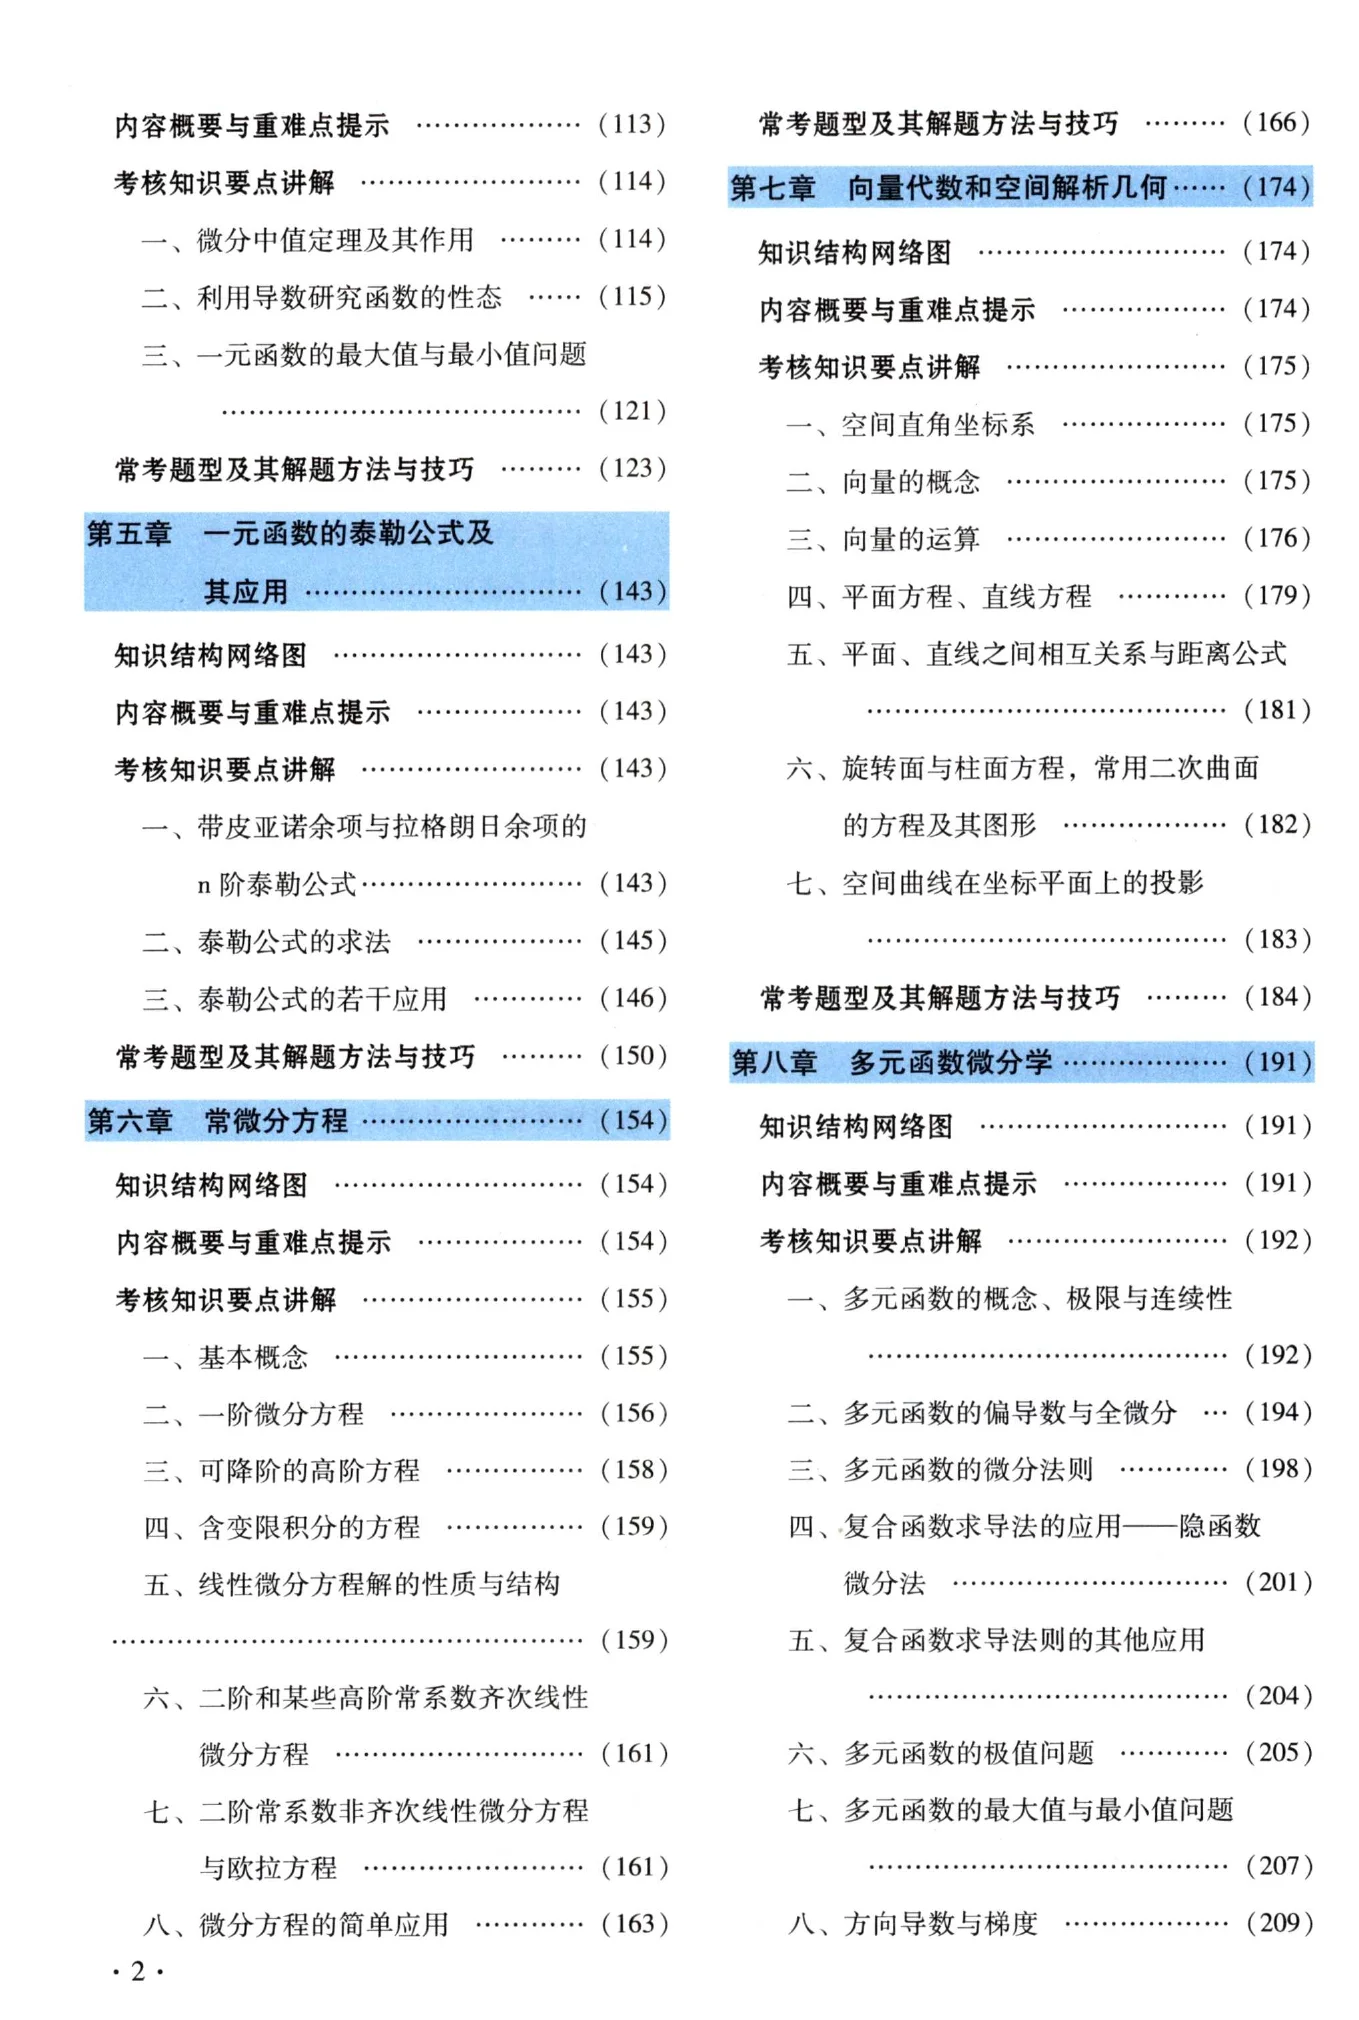 内容概要与重难点提示 ……………… (113)
考核知识要点讲解 …………………… (114)
一、微分中值定理及其作用 ……… (114)
二、利用导数研究函数的性态 …… (115)
三、一元函数的最大值与最小值问题
………………………………… (121)
常考题型及其解题方法与技巧 ……… (123)
第五章 一元函数的泰勒公式及
其应用 ………………………… (143)
知识结构网络图 ……………………… (143)
内容概要与重难点提示 ……………… (143)
考核知识要点讲解 …………………… (143)
一、带皮亚诺余项与拉格朗日余项的
n 阶泰勒公式…………………… (143)
二、泰勒公式的求法 ……………… (145)
三、泰勒公式的若干应用 ………… (146)
常考题型及其解题方法与技巧 ……… (150)
第六章 常微分方程 …………………… (154)
知识结构网络图 ……………………… (154)
内容概要与重难点提示 ……………… (154)
考核知识要点讲解 …………………… (155)
一、基本概念 ……………………… (155)
二、一阶微分方程 ………………… (156)
三、可降阶的高阶方程 …………… (158)
四、含变限积分的方程 …………… (159)
五、线性微分方程解的性质与结构
…………………………………………… (159)
六、二阶和某些高阶常系数齐次线性
微分方程 ……………………… (161)
七、二阶常系数非齐次线性微分方程
与欧拉方程 …………………… (161)
八、微分方程的简单应用 ………… (163)
· 2 ·
常考题型及其解题方法与技巧 ……… (166)
第七章 向量代数和空间解析几何…… (174)
知识结构网络图 ……………………… (174)
内容概要与重难点提示 ……………… (174)
考核知识要点讲解 …………………… (175)
一、空间直角坐标系 ……………… (175)
二、向量的概念 …………………… (175)
三、向量的运算 …………………… (176)
四、平面方程、直线方程 ………… (179)
五、平面、直线之间相互关系与距离公式
………………………………… (181)
六、旋转面与柱面方程，常用二次曲面
的方程及其图形 ……………… (182)
七、空间曲线在坐标平面上的投影
………………………………… (183)
常考题型及其解题方法与技巧 ……… (184)
第八章 多元函数微分学 ……………… (191)
知识结构网络图 ……………………… (191)
内容概要与重难点提示 ……………… (191)
考核知识要点讲解 …………………… (192)
一、多元函数的概念、极限与连续性
………………………………… (192)
二、多元函数的偏导数与全微分 … (194)
三、多元函数的微分法则 ………… (198)
四、复合函数求导法的应用——隐函数
微分法 ………………………… (201)
五、复合函数求导法则的其他应用
………………………………… (204)
六、多元函数的极值问题 ………… (205)
七、多元函数的最大值与最小值问题
………………………………… (207)
八、方向导数与梯度 ……………… (209)